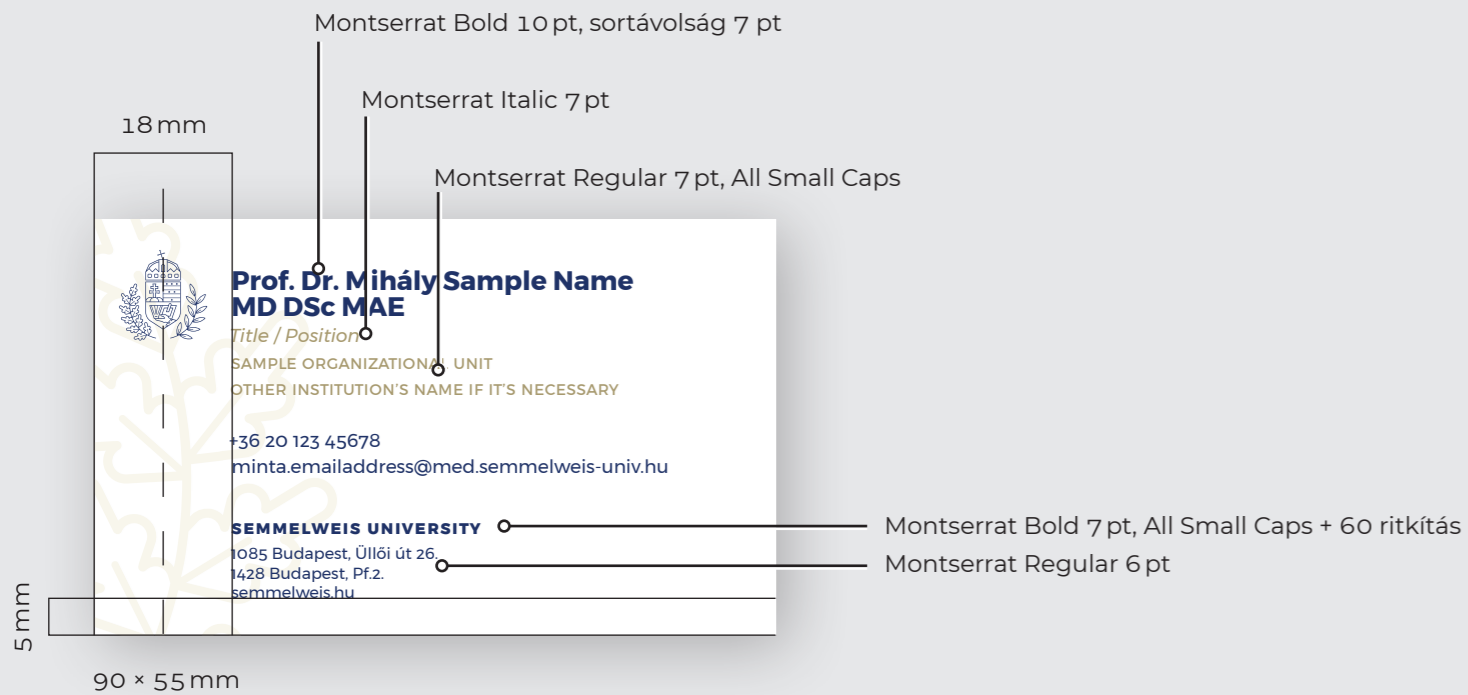 Montserrat Bold 10 pt, sortávolság 7 pt
Montserrat Italic 7 pt
18 mm
Montserrat Regular 7 pt, All Small Caps
Prof. Dr. Mihály Sample Name
MD DSc MAE
Title / Position
SAMPLE ORGANIZATIONAL UNIT
OTHER INSTITUTION'S NAME IF IT'S NECESSARY
+36 20 123 45678
minta.emailaddress@med.semmelweis-univ.hu
SEMMELWEIS UNIVERSITY
Montserrat Bold 7 pt, All Small Caps + 60 ritkítás
1085 Budapest, Üllői út 26.
Montserrat Regular 6 pt
1428 Budapest, Pf.2.
semmelweis.hu
5 mm
90 × 55 mm